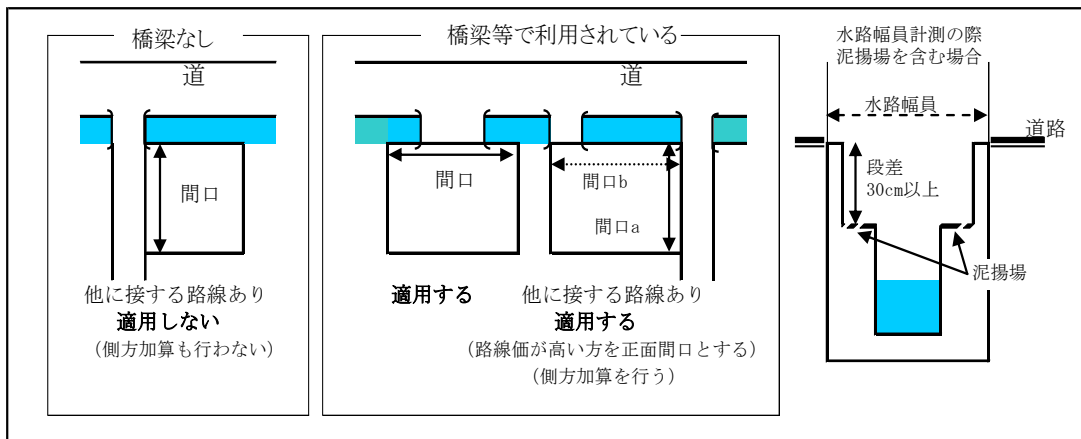 橋梁なし
道
間口
他に接する路線あり
適用しない
(側方加算も行わない)
橋梁等で利用されている
道
間口
間口b
間口a
適用する
他に接する路線あり
適用する
(路線価が高い方を正面間口とする)
(側方加算を行う)
水路幅員計測の際
泥揚場を含む場合
水路幅員
道路
段差
30cm以上
泥揚場